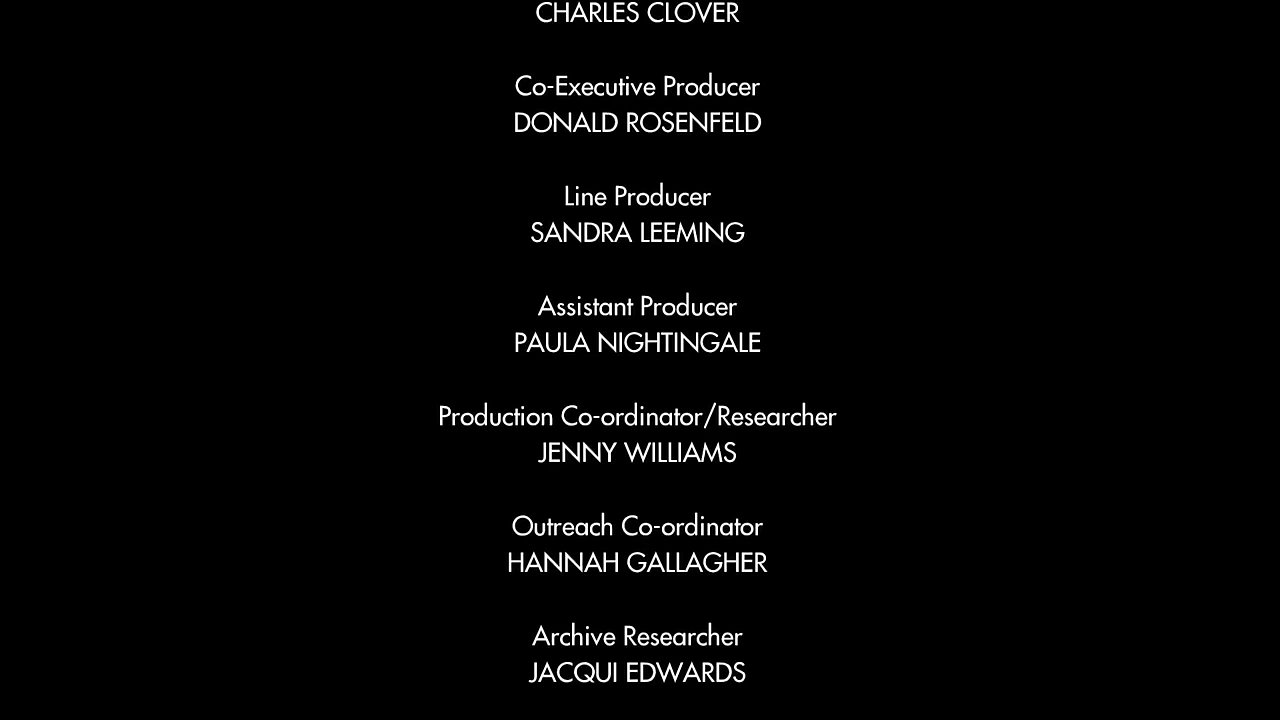 CHARLES CLOVER
Co-Executive Producer
DONALD ROSENFELD
Line Producer
SANDRA LEEMING
Assistant Producer
PAULA NIGHTINGALE
Production Co-ordinator/Researcher
JENNY WILLIAMS
Outreach Co-ordinator
HANNAH GALLAGHER
Archive Researcher
JACQUI EDWARDS